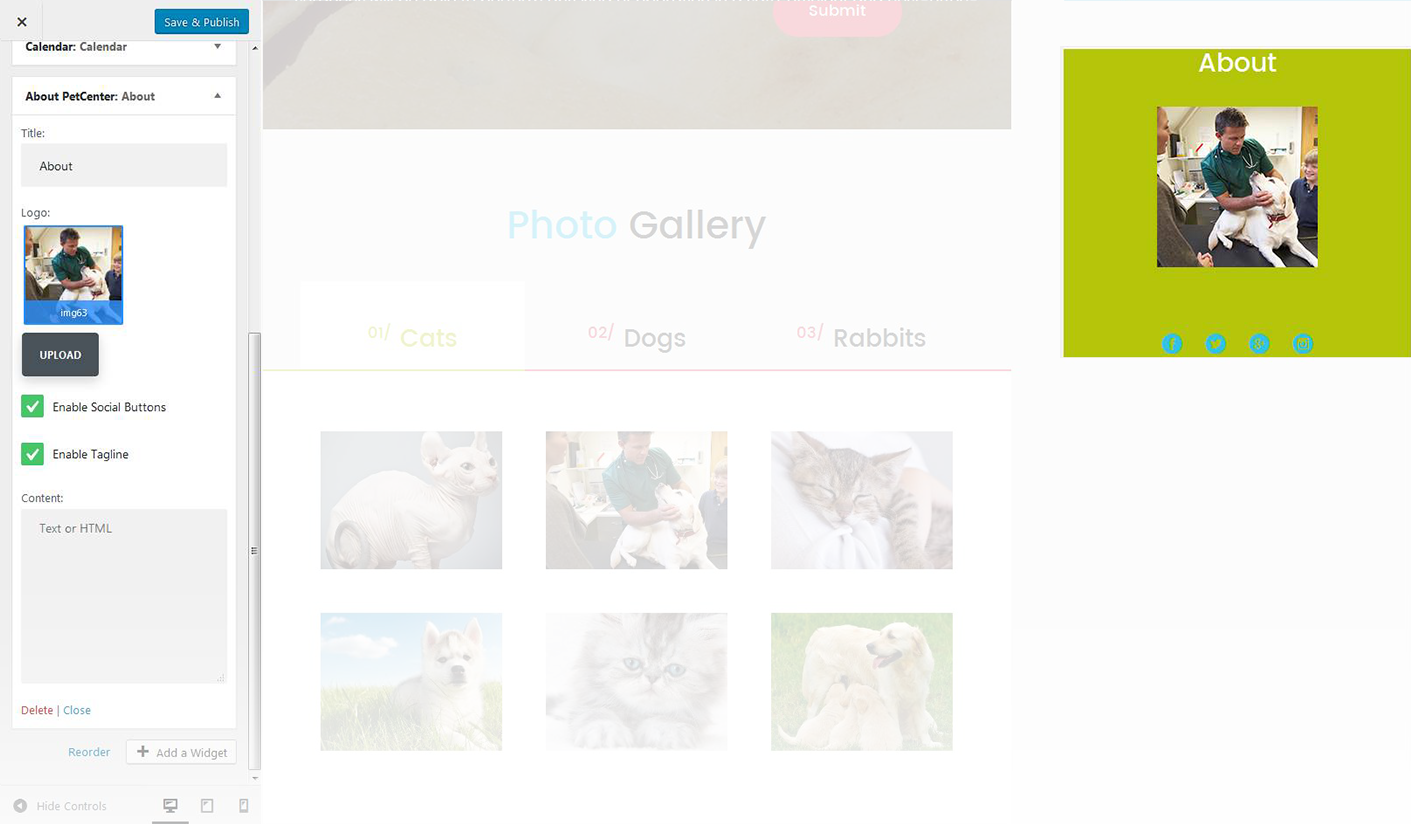 Save & Publish
Calendar: Calendar
About PetCenter: About
Title:
About
Logo:
img63
UPLOAD
Enable Social Buttons
Enable Tagline
Content:
Text or HTML
Delete | Close
Reorder
Add a Widget
Hide Controls
Submit
Photo Gallery
01/ Cats
02/ Dogs
03/ Rabbits
About